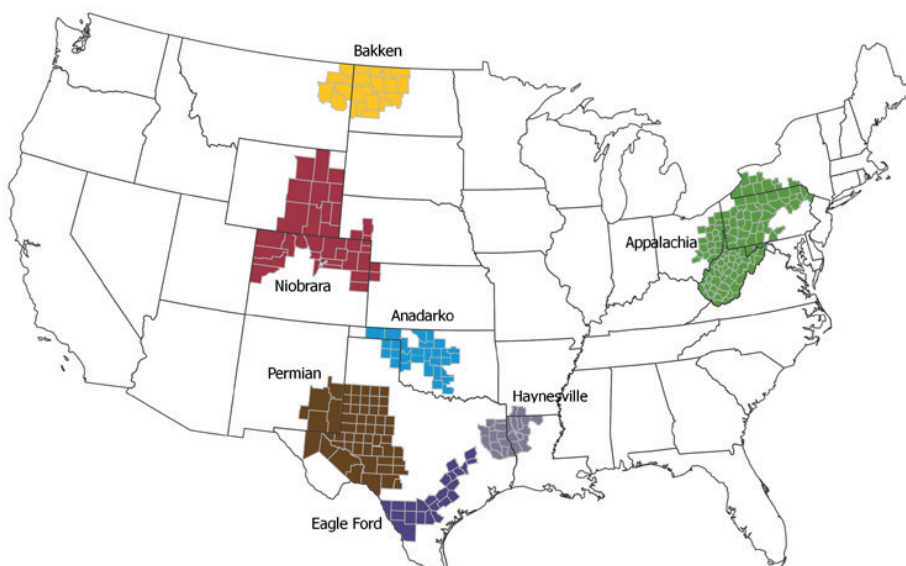 Bakken
Appalachia
Niobrara
Anadarko
Permian
Haynesville
Eagle Ford